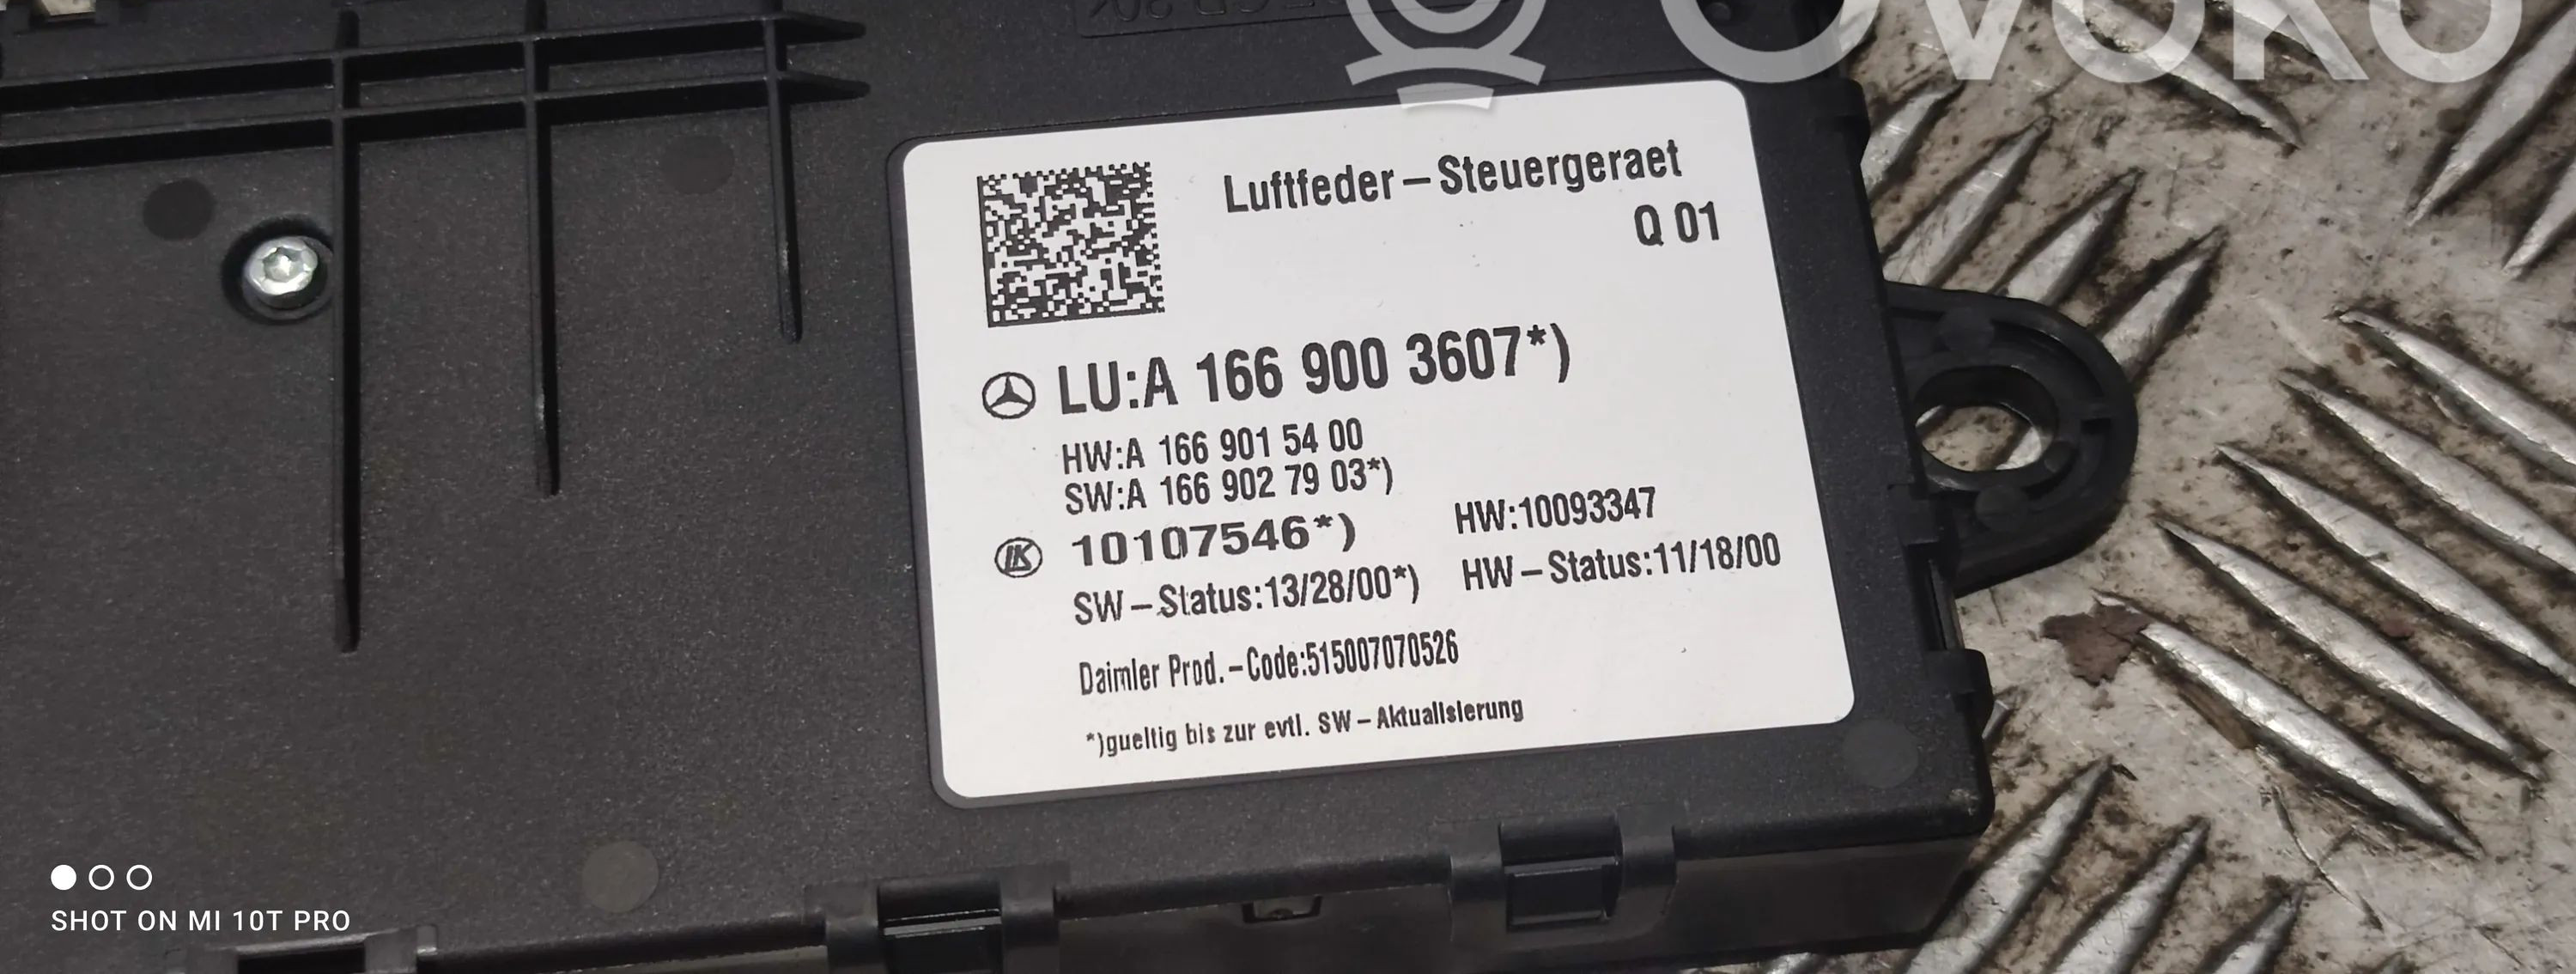 OVOKO
Luftfeder–Steuergeraet
Q 01
LU:A 166 900 3607*)
HW:A 166 901 54 00
SW:A 166 902 79 03*)
LK 10107546*) HW:10093347
SW–Status:13/28/00*) HW–Status:11/18/00
Daimler Prod.–Code:515007070526
*)gueltig bis zur evtl. SW–Aktualisierung
SHOT ON MI 10T PRO